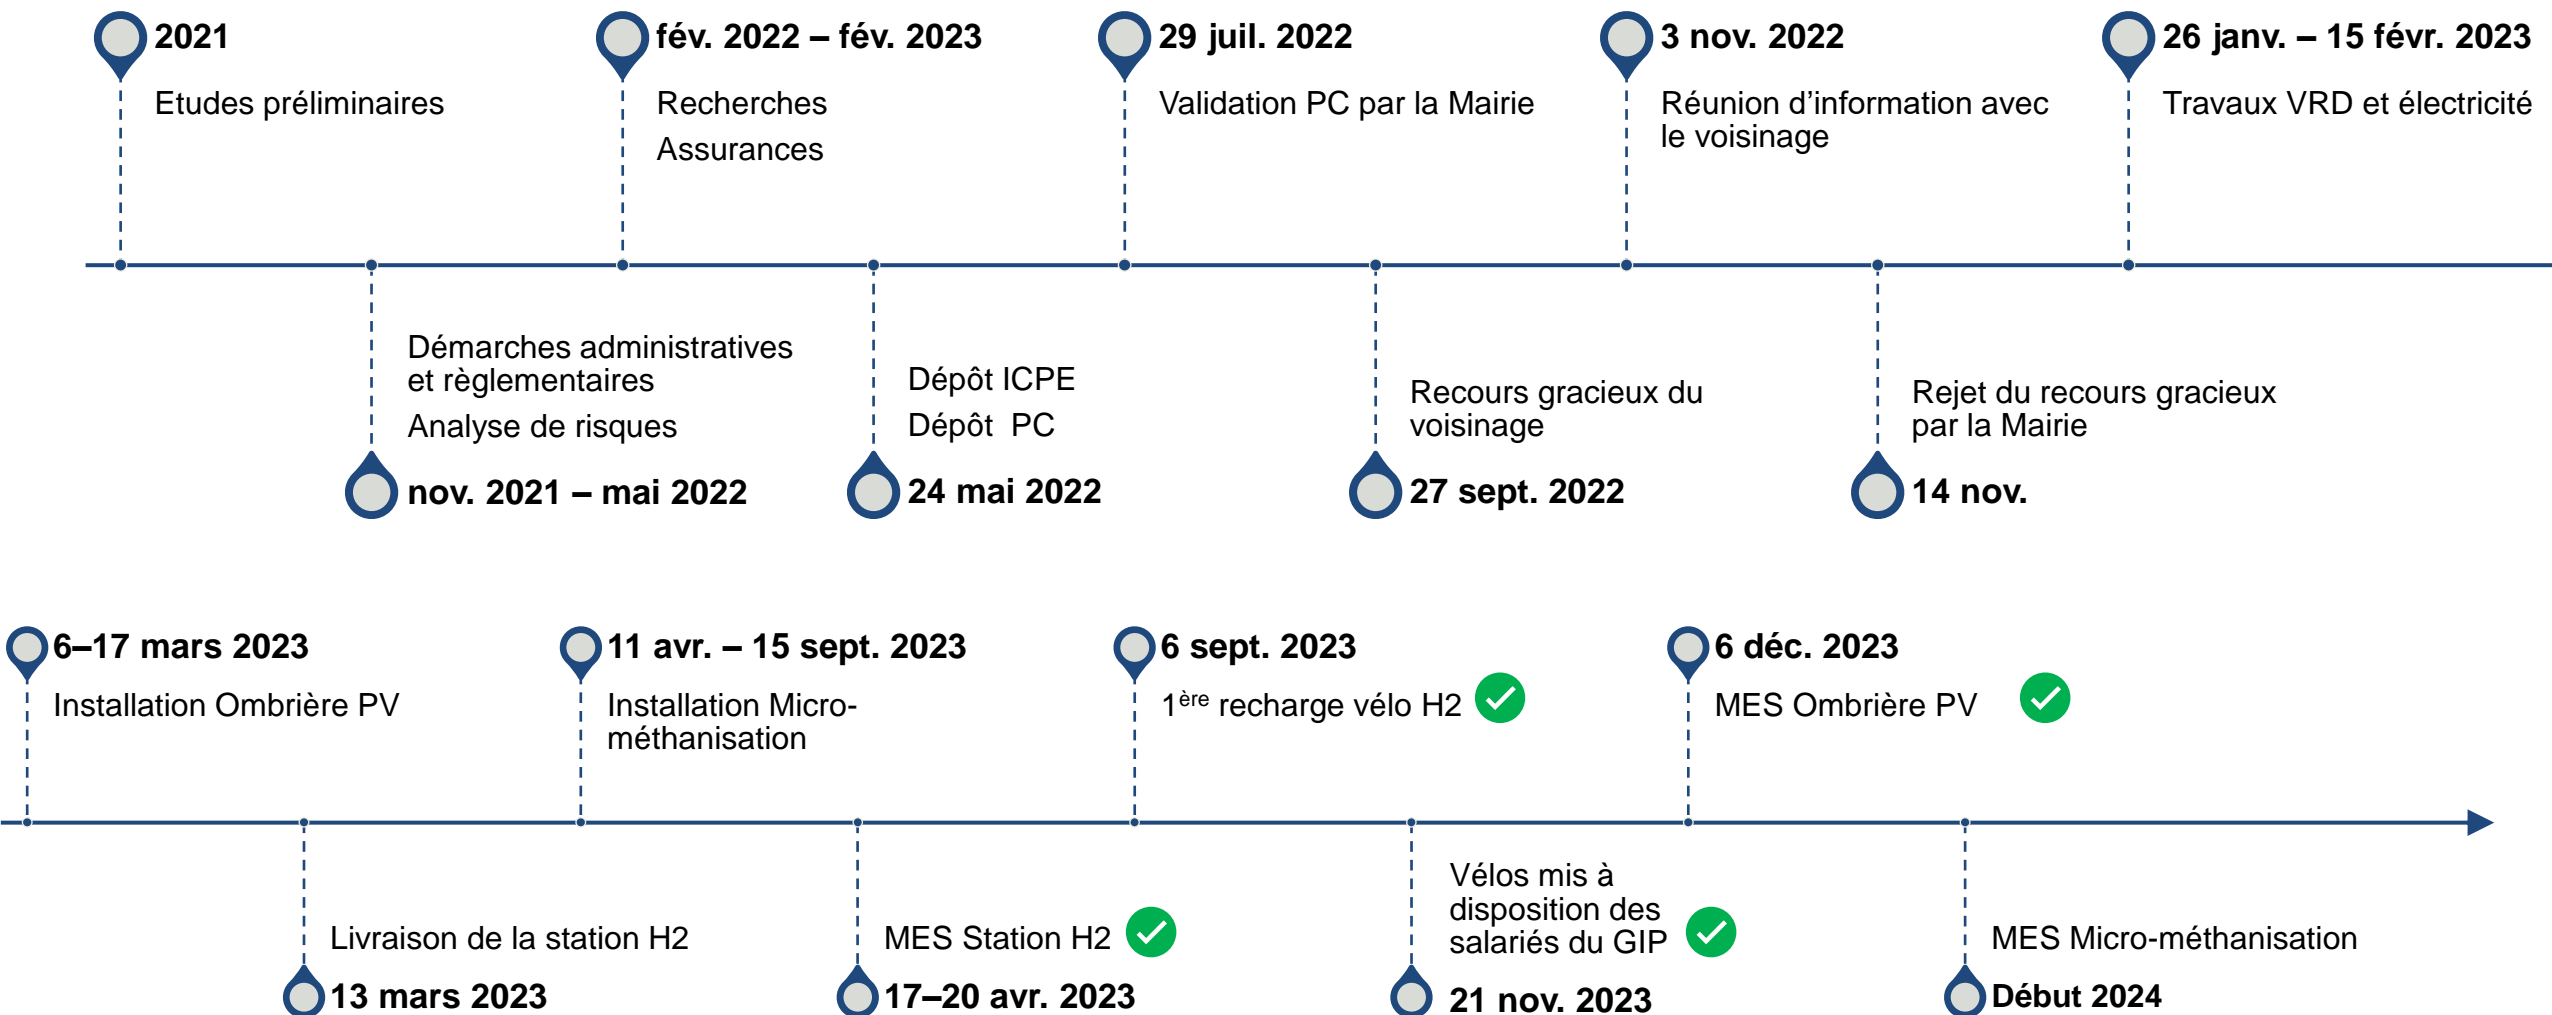 2021
Etudes préliminaires
fév. 2022 – fév. 2023
Recherches
Assurances
29 juil. 2022
Validation PC par la Mairie
3 nov. 2022
Réunion d’information avec
le voisinage
26 janv. – 15 févr. 2023
Travaux VRD et électricité
Démarches administratives
et règlementaires
Analyse de risques
nov. 2021 – mai 2022
Dépôt ICPE
Dépôt  PC
24 mai 2022
Recours gracieux du
voisinage
27 sept. 2022
Rejet du recours gracieux
par la Mairie
14 nov.
6–17 mars 2023
Installation Ombrière PV
11 avr. – 15 sept. 2023
Installation Micro-
méthanisation
6 sept. 2023
1ère recharge vélo H2
6 déc. 2023
MES Ombrière PV
Livraison de la station H2
13 mars 2023
MES Station H2
17–20 avr. 2023
Vélos mis à
disposition des
salariés du GIP
21 nov. 2023
MES Micro-méthanisation
Début 2024